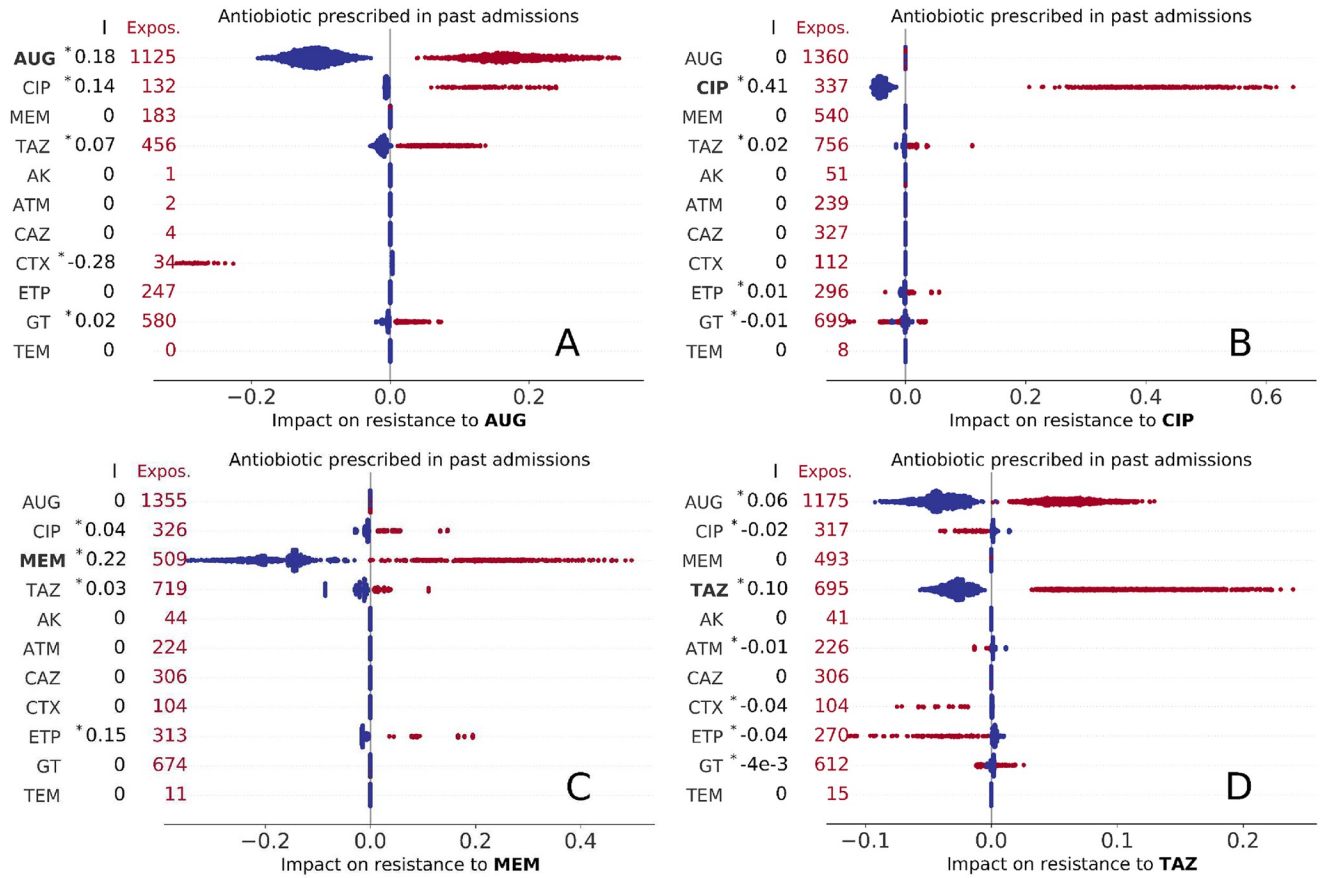 Antiobiotic prescribed in past admissions
I Expos.
AUG *0.18 1125
CIP *0.14 132
MEM 0 183
TAZ *0.07 456
AK 0 1
ATM 0 2
CAZ 0 4
CTX *-0.28 34
ETP 0 247
GT *0.02 580
TEM 0 0
A
−0.2 0.0 0.2
Impact on resistance to AUG
Antiobiotic prescribed in past admissions
I Expos.
AUG 0 1360
CIP *0.41 337
MEM 0 540
TAZ *0.02 756
AK 0 51
ATM 0 239
CAZ 0 327
CTX 0 112
ETP *0.01 296
GT *-0.01 699
TEM 0 8
B
0.0 0.2 0.4 0.6
Impact on resistance to CIP
Antiobiotic prescribed in past admissions
I Expos.
AUG 0 1355
CIP *0.04 326
MEM *0.22 509
TAZ *0.03 719
AK 0 44
ATM 0 224
CAZ 0 306
CTX 0 104
ETP *0.15 313
GT 0 674
TEM 0 11
C
−0.2 0.0 0.2 0.4
Impact on resistance to MEM
Antiobiotic prescribed in past admissions
I Expos.
AUG *0.06 1175
CIP *-0.02 317
MEM 0 493
TAZ *0.10 695
AK 0 41
ATM *-0.01 226
CAZ 0 306
CTX *-0.04 104
ETP *-0.04 270
GT *-4e-3 612
TEM 0 15
D
−0.1 0.0 0.1 0.2
Impact on resistance to TAZ